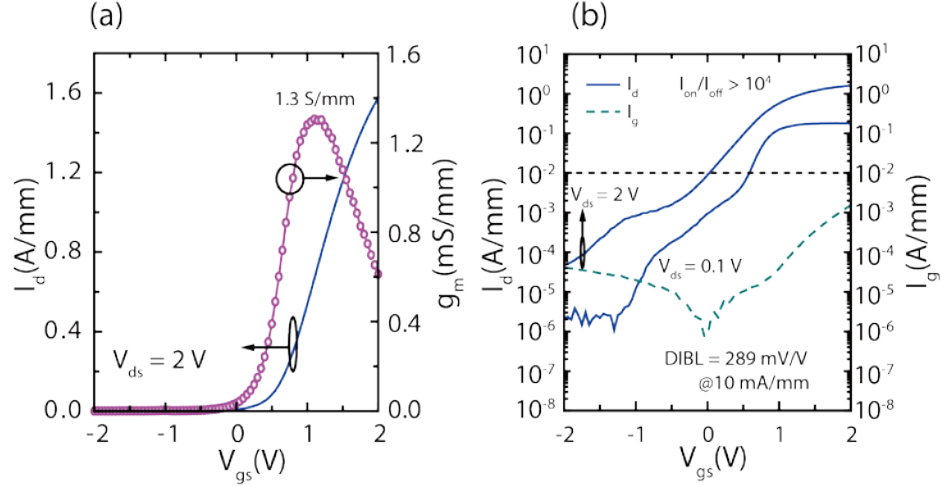 (a)
1.6
1.2
0.8
0.4
0.0
I_d(A/mm)
1.3 S/mm
V_ds = 2 V
1.6
1.2
0.8
0.4
0.0
g_m(mS/mm)
-2 -1 0 1 2
V_gs(V)
(b)
10^1
10^0
10^-1
10^-2
10^-3
10^-4
10^-5
10^-6
10^-7
10^-8
I_d(A/mm)
I_d
I_g
I_on/I_off > 10^4
V_ds = 2 V
V_ds = 0.1 V
DIBL = 289 mV/V
@10 mA/mm
10^1
10^0
10^-1
10^-2
10^-3
10^-4
10^-5
10^-6
10^-7
10^-8
I_g(A/mm)
-2 -1 0 1 2
V_gs(V)